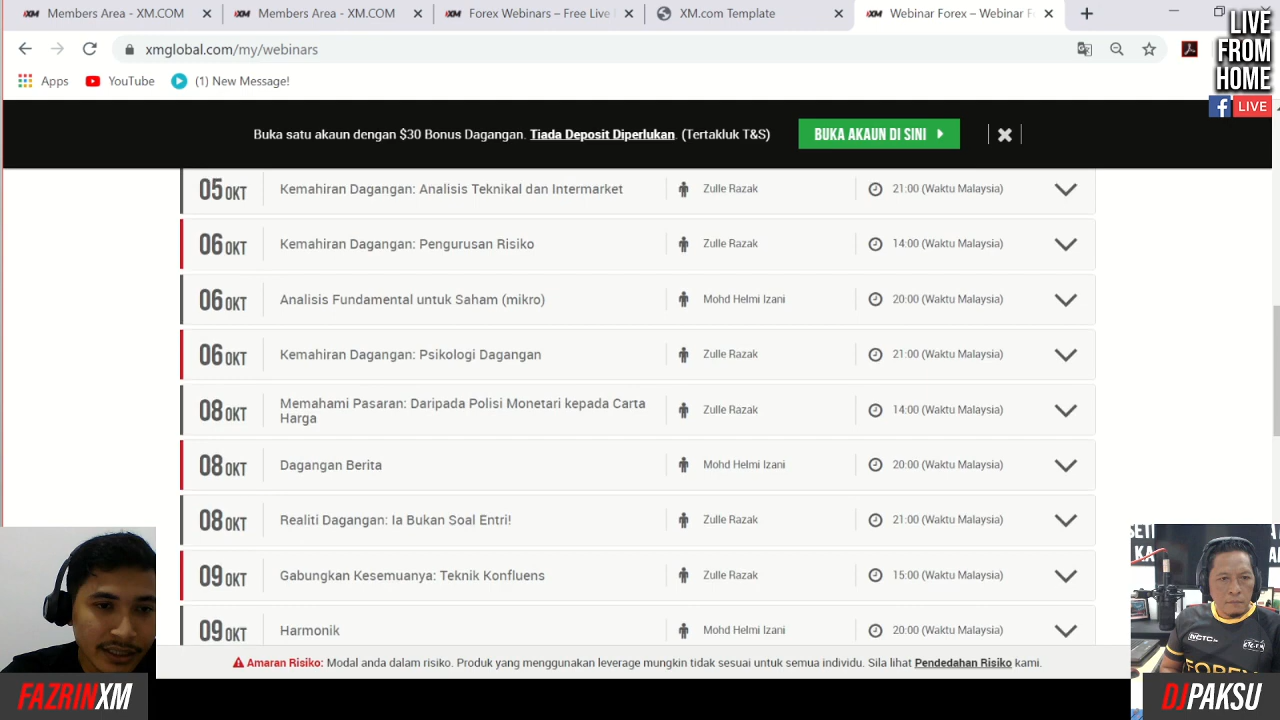 Members Area - XM.COM
Members Area - XM.COM
Forex Webinars – Free Live
XM.com Template
Webinar Forex – Webinar F
xmglobal.com/my/webinars
Apps
YouTube
(1) New Message!
LIVE
FROM
HOME
f LIVE
Buka satu akaun dengan $30 Bonus Dagangan. Tiada Deposit Diperlukan. (Tertakluk T&S)
BUKA AKAUN DI SINI
05 OKT Kemahiran Dagangan: Analisis Teknikal dan Intermarket Zulle Razak 21:00 (Waktu Malaysia)
06 OKT Kemahiran Dagangan: Pengurusan Risiko Zulle Razak 14:00 (Waktu Malaysia)
06 OKT Analisis Fundamental untuk Saham (mikro) Mohd Helmi Izani 20:00 (Waktu Malaysia)
06 OKT Kemahiran Dagangan: Psikologi Dagangan Zulle Razak 21:00 (Waktu Malaysia)
08 OKT Memahami Pasaran: Daripada Polisi Monetari kepada Carta
Harga Zulle Razak 14:00 (Waktu Malaysia)
08 OKT Dagangan Berita Mohd Helmi Izani 20:00 (Waktu Malaysia)
08 OKT Realiti Dagangan: Ia Bukan Soal Entri! Zulle Razak 21:00 (Waktu Malaysia)
09 OKT Gabungkan Kesemuanya: Teknik Konfluens Zulle Razak 15:00 (Waktu Malaysia)
09 OKT Harmonik Mohd Helmi Izani 20:00 (Waktu Malaysia)
Amaran Risiko: Modal anda dalam risiko. Produk yang menggunakan leverage mungkin tidak sesuai untuk semua individu. Sila lihat Pendedahan Risiko kami.
FAZRINXM
DJPAKSU